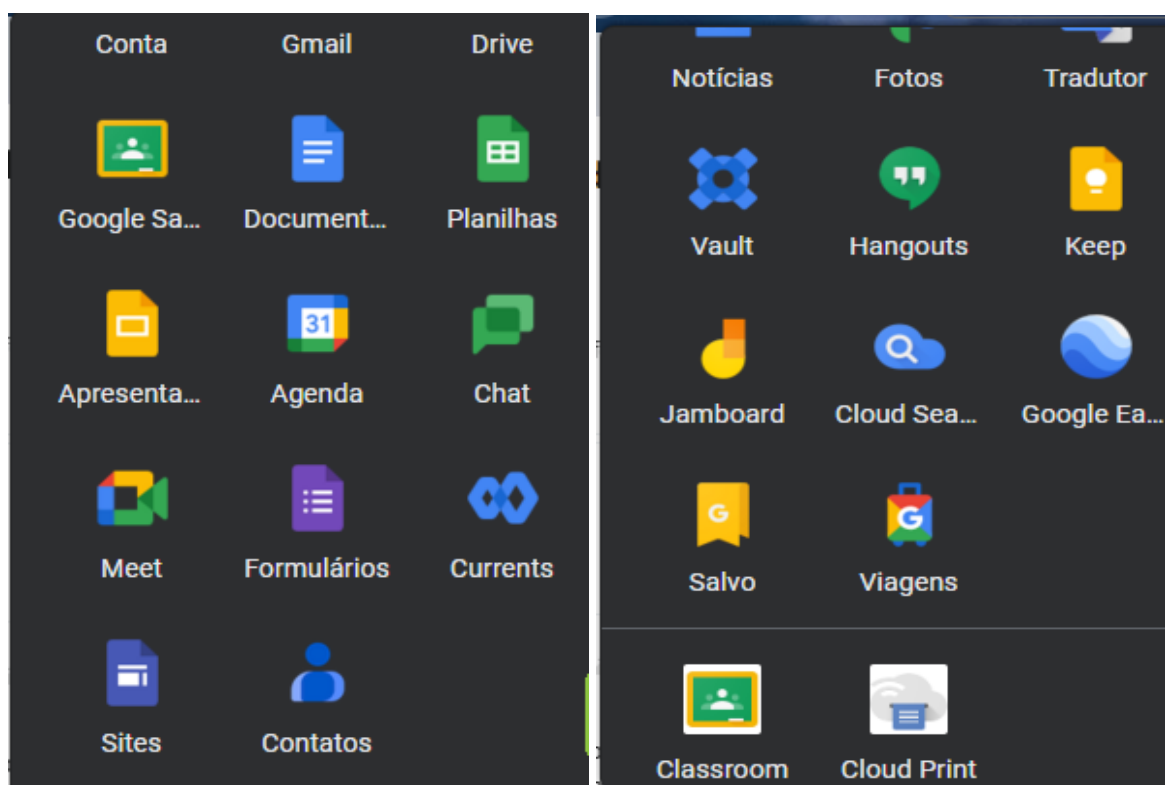 Conta Gmail Drive
Google Sa... Document... Planilhas
31
Apresenta... Agenda Chat
Meet Formulários Currents
Sites Contatos
Notícias Fotos Tradutor
Vault Hangouts Keep
Jamboard Cloud Sea... Google Ea...
G G
Salvo Viagens
Classroom Cloud Print